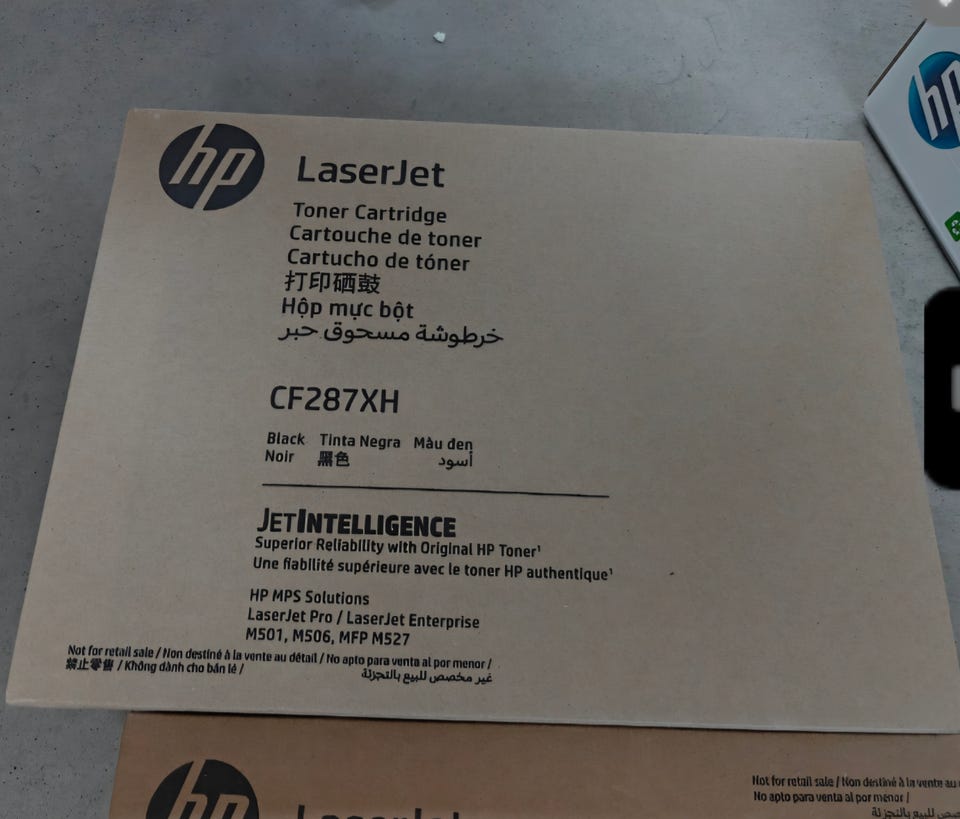 hp
LaserJet
Toner Cartridge
Cartouche de toner
Cartucho de tóner
打印硒鼓
Hộp mực bột
خرطوشة مسحوق حبر
CF287XH
Black Tinta Negra Màu đen
Noir 黑色 أسود
JETINTELLIGENCE
Superior Reliability with Original HP Toner¹
Une fiabilité supérieure avec le toner HP authentique¹
HP MPS Solutions
LaserJet Pro / LaserJet Enterprise
M501, M506, MFP M527
Not for retail sale / Non destiné à la vente au détail / No apto para venta al por menor /
禁止零售 / Không dành cho bán lẻ / غير مخصص للبيع بالتجزئة
hp
hp
LaserJet
Not for retail sale / Non destiné à la vente au
No apto para venta al por menor /
للبيع بالتجزئة